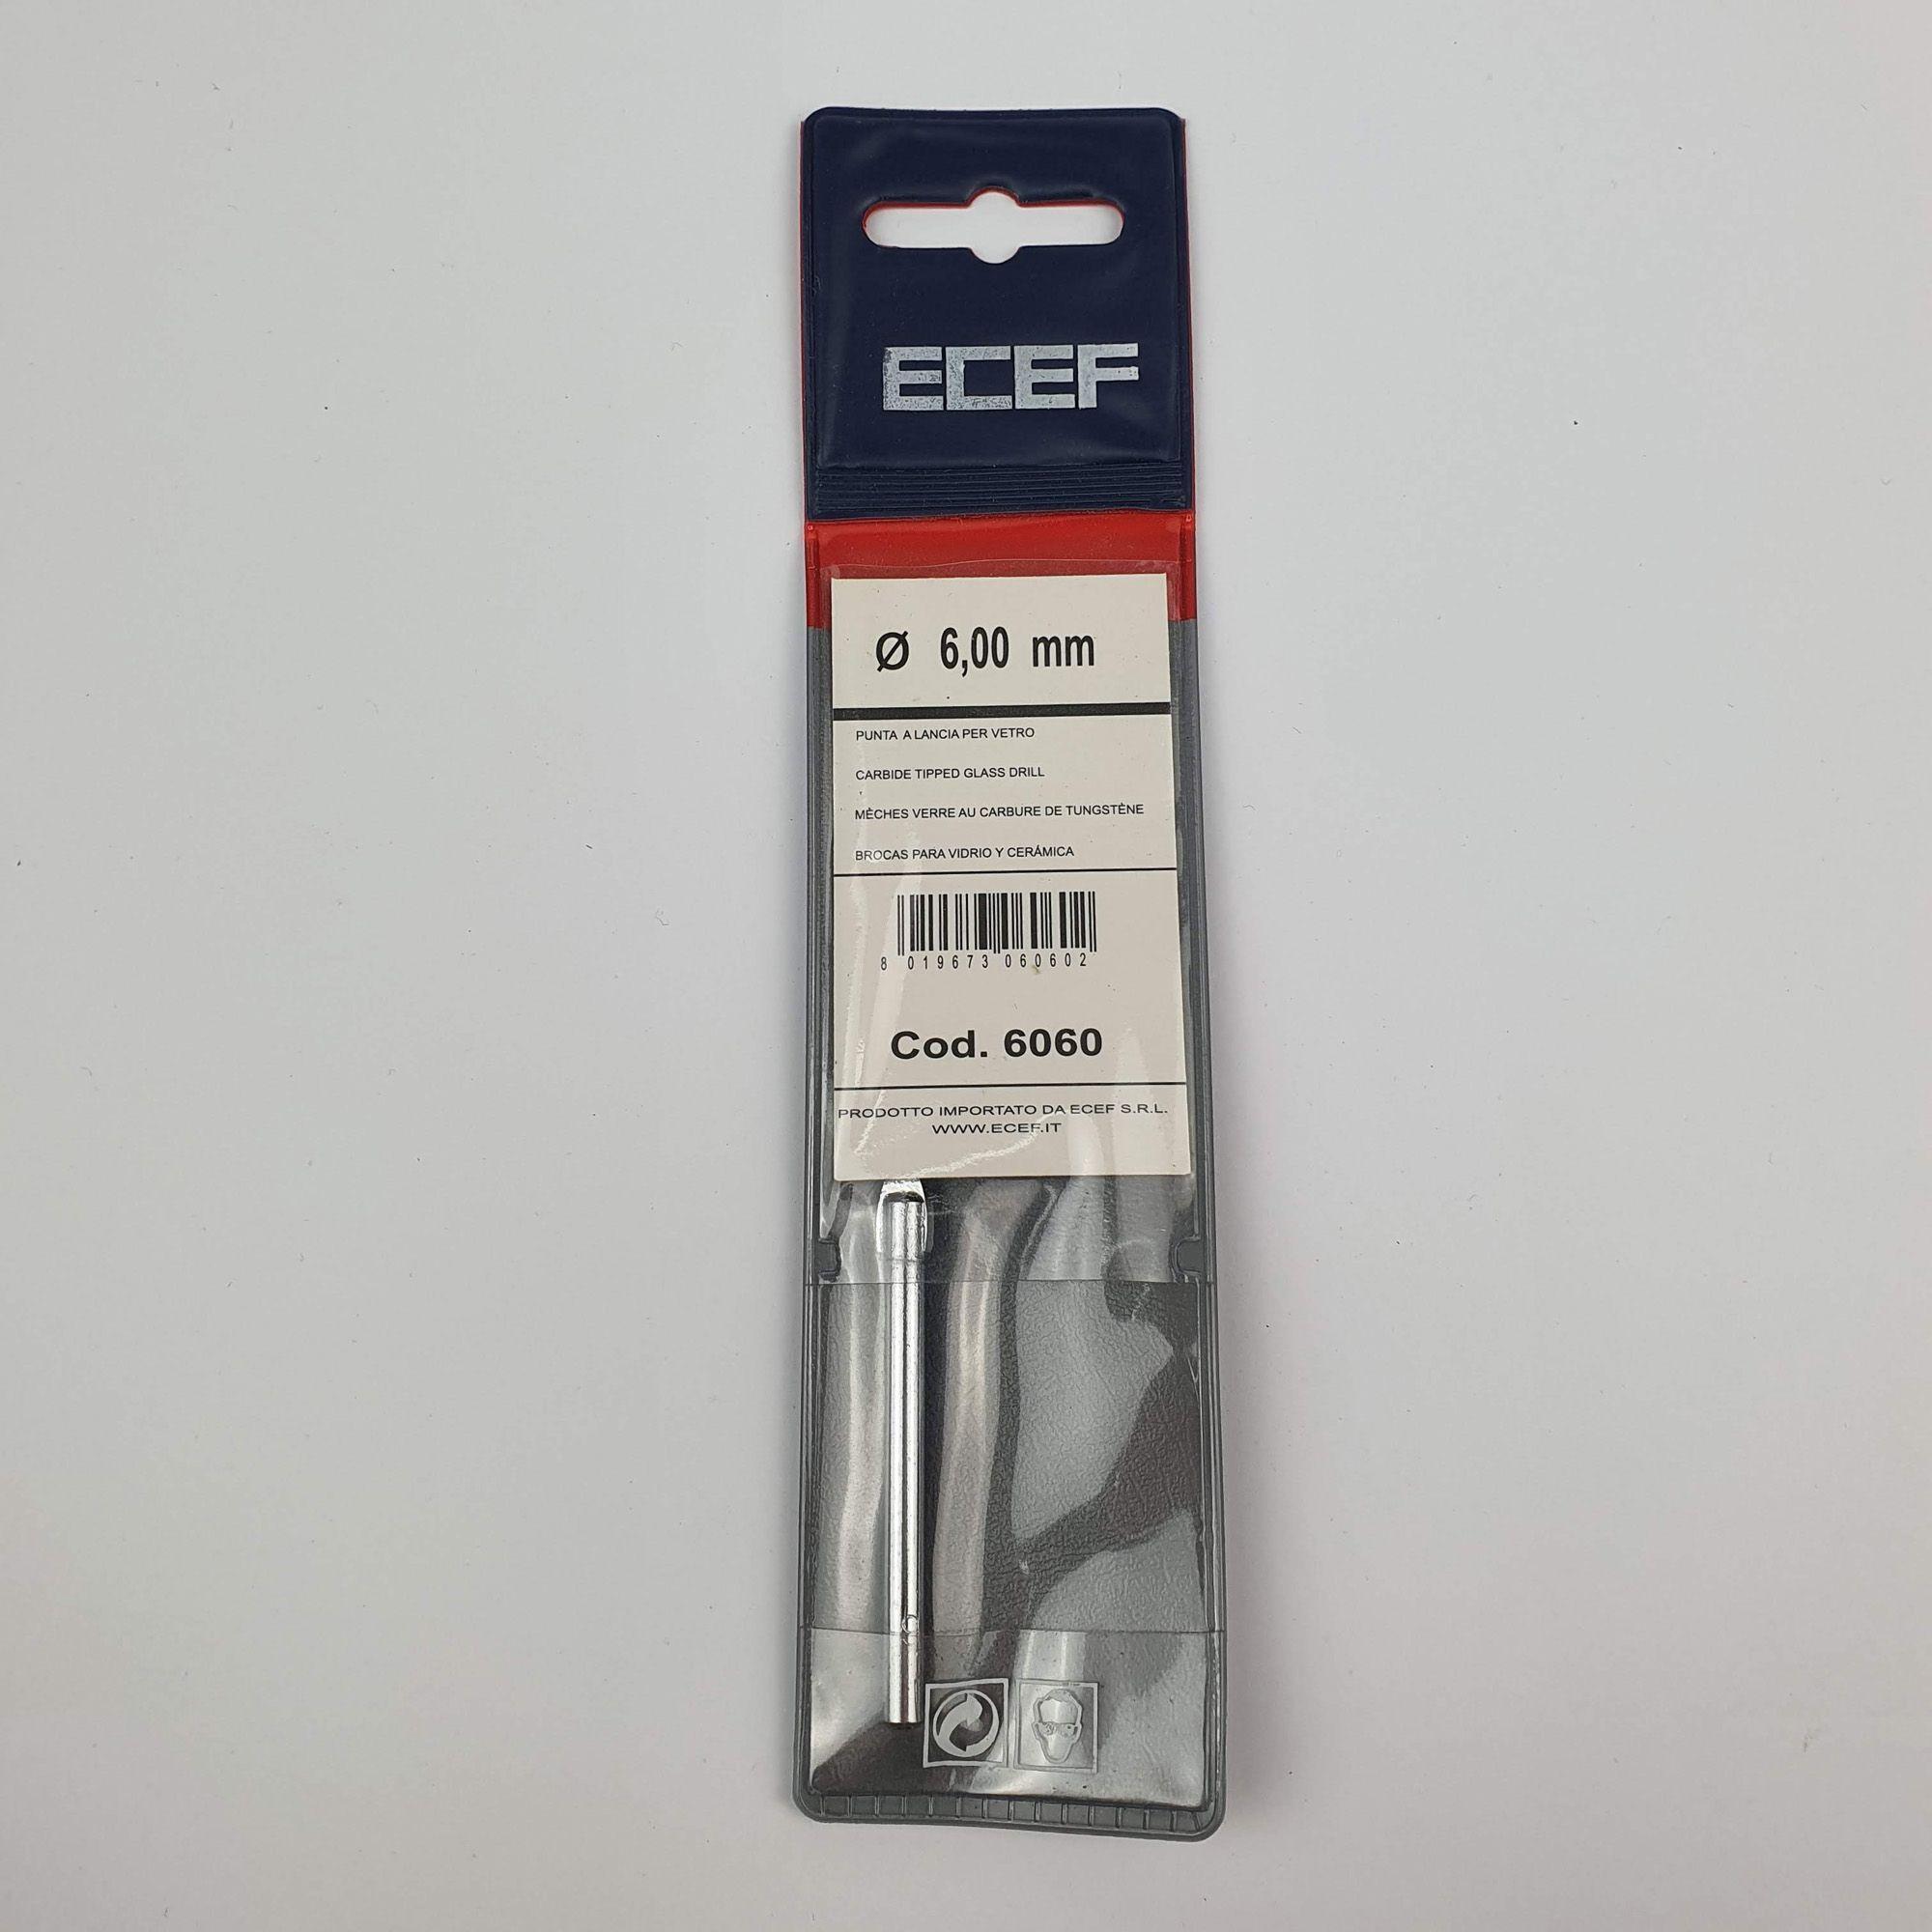 ECEF
Ø 6,00 mm
PUNTA A LANCIA PER VETRO
CARBIDE TIPPED GLASS DRILL
MÈCHES VERRE AU CARBURE DE TUNGSTÈNE
BROCAS PARA VIDRIO Y CERÁMICA
8 019673 060602
Cod. 6060
PRODOTTO IMPORTATO DA ECEF S.R.L.
WWW.ECEF.IT